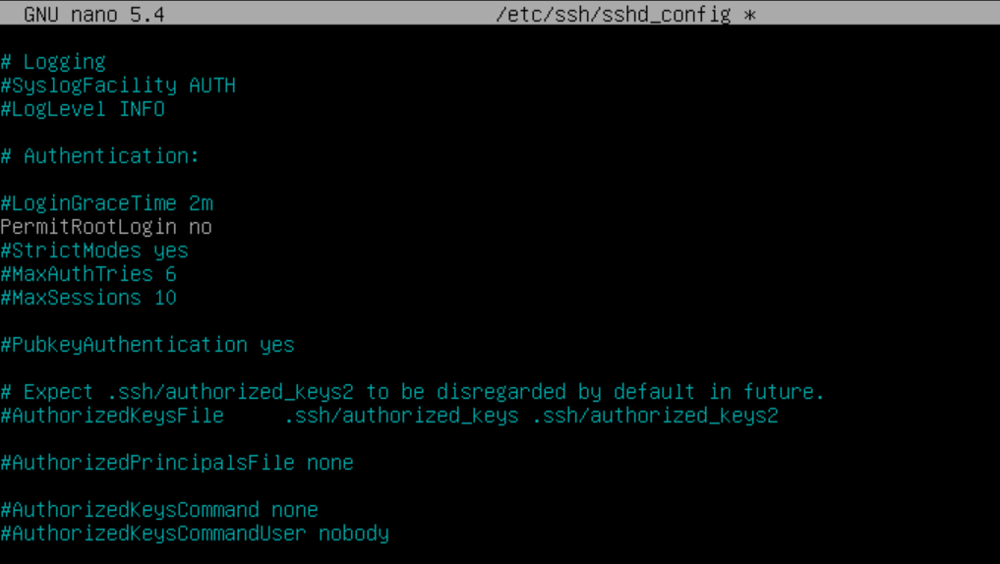 GNU nano 5.4 /etc/ssh/sshd_config *
# Logging
#SyslogFacility AUTH
#LogLevel INFO
# Authentication:
#LoginGraceTime 2m
PermitRootLogin no
#StrictModes yes
#MaxAuthTries 6
#MaxSessions 10
#PubkeyAuthentication yes
# Expect .ssh/authorized_keys2 to be disregarded by default in future.
#AuthorizedKeysFile     .ssh/authorized_keys .ssh/authorized_keys2
#AuthorizedPrincipalsFile none
#AuthorizedKeysCommand none
#AuthorizedKeysCommandUser nobody